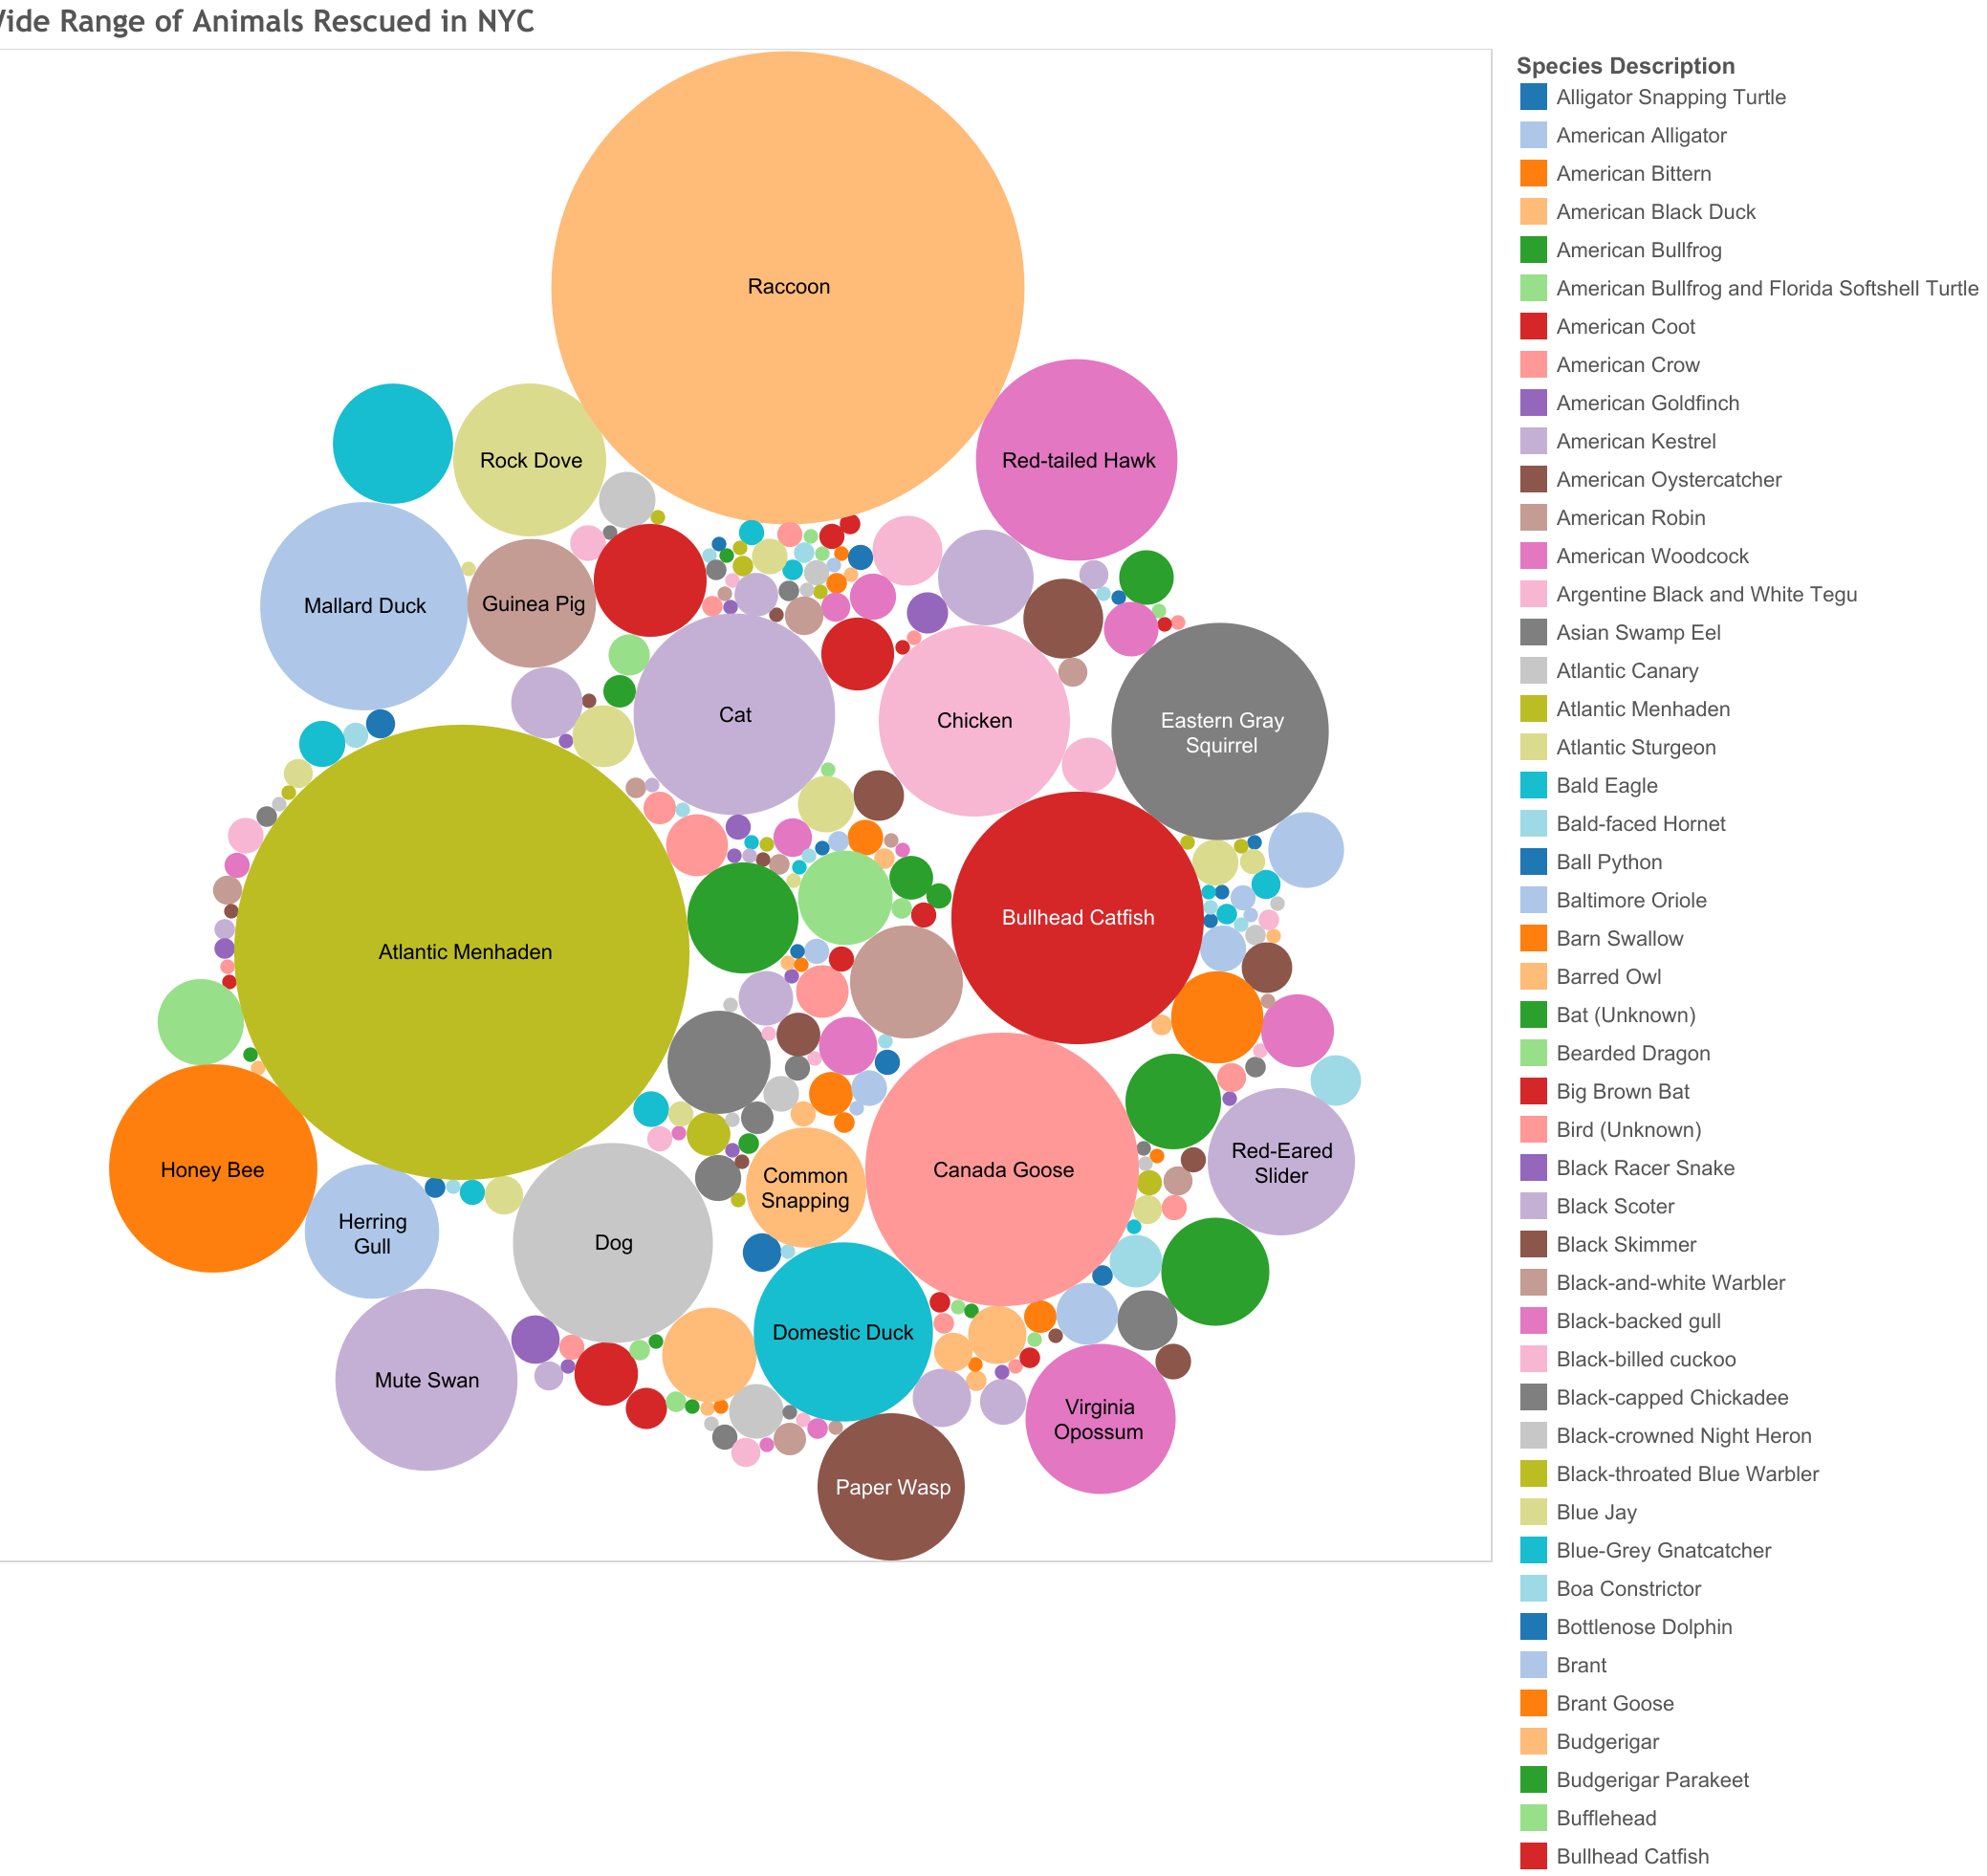 Wide Range of Animals Rescued in NYC
Raccoon
Rock Dove
Red-tailed Hawk
Mallard Duck
Guinea Pig
Cat
Chicken
Eastern Gray
Squirrel
Atlantic Menhaden
Bullhead Catfish
Honey Bee
Herring
Gull
Dog
Common
Snapping
Canada Goose
Red-Eared
Slider
Mute Swan
Domestic Duck
Virginia
Opossum
Paper Wasp
Species Description
Alligator Snapping Turtle
American Alligator
American Bittern
American Black Duck
American Bullfrog
American Bullfrog and Florida Softshell Turtle
American Coot
American Crow
American Goldfinch
American Kestrel
American Oystercatcher
American Robin
American Woodcock
Argentine Black and White Tegu
Asian Swamp Eel
Atlantic Canary
Atlantic Menhaden
Atlantic Sturgeon
Bald Eagle
Bald-faced Hornet
Ball Python
Baltimore Oriole
Barn Swallow
Barred Owl
Bat (Unknown)
Bearded Dragon
Big Brown Bat
Bird (Unknown)
Black Racer Snake
Black Scoter
Black Skimmer
Black-and-white Warbler
Black-backed gull
Black-billed cuckoo
Black-capped Chickadee
Black-crowned Night Heron
Black-throated Blue Warbler
Blue Jay
Blue-Grey Gnatcatcher
Boa Constrictor
Bottlenose Dolphin
Brant
Brant Goose
Budgerigar
Budgerigar Parakeet
Bufflehead
Bullhead Catfish